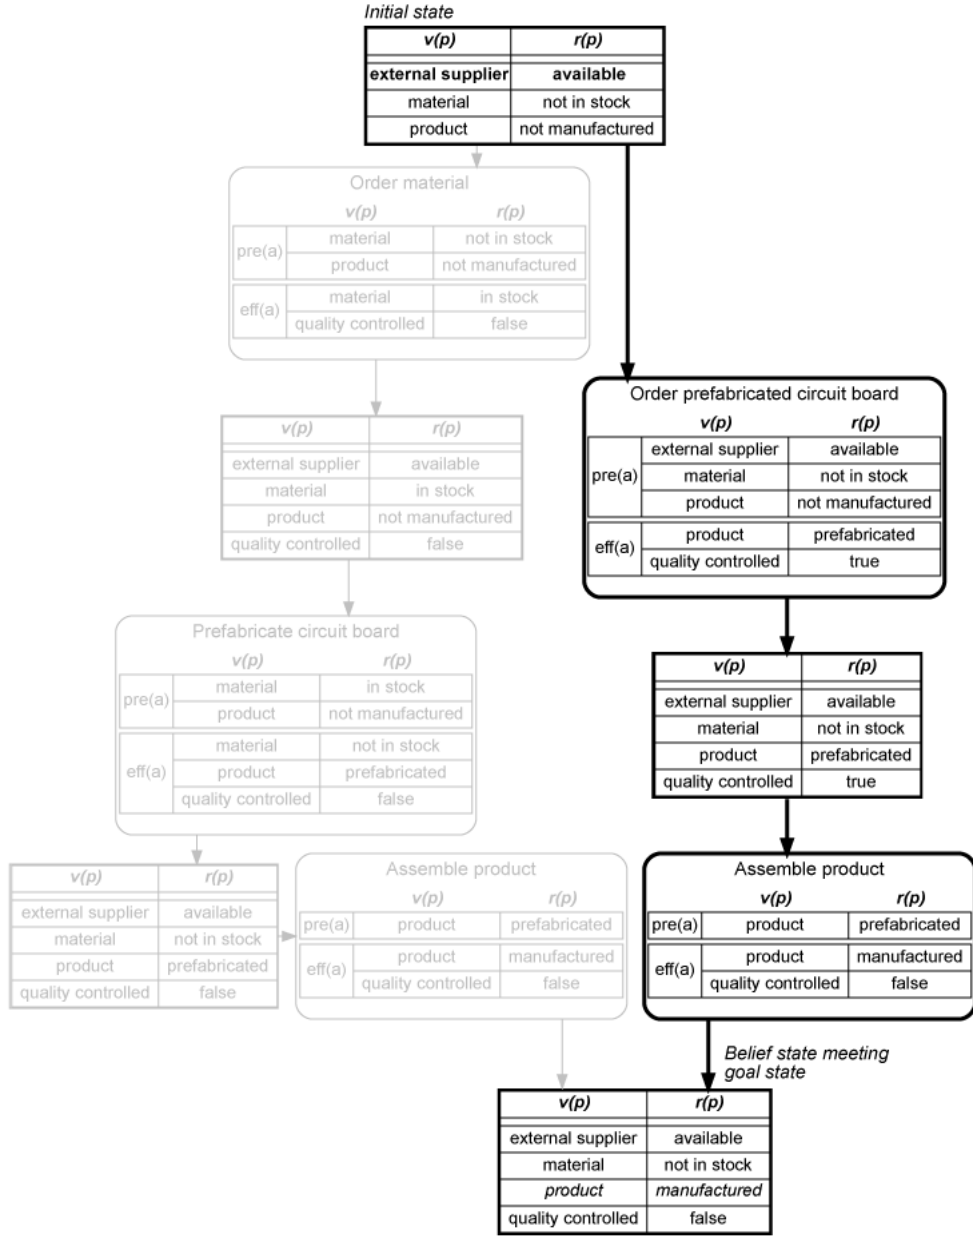 Initial state
v(p) r(p)
external supplier available
material not in stock
product not manufactured
Order material
v(p) r(p)
pre(a) material not in stock
product not manufactured
eff(a) material in stock
quality controlled false
Order prefabricated circuit board
v(p) r(p)
pre(a) external supplier available
material not in stock
product not manufactured
eff(a) product prefabricated
quality controlled true
v(p) r(p)
external supplier available
material in stock
product not manufactured
quality controlled false
Prefabricate circuit board
v(p) r(p)
pre(a) material in stock
product not manufactured
eff(a) material not in stock
product prefabricated
quality controlled false
v(p) r(p)
external supplier available
material not in stock
product prefabricated
quality controlled true
v(p) r(p)
external supplier available
material not in stock
product prefabricated
quality controlled false
Assemble product
v(p) r(p)
pre(a) product prefabricated
eff(a) product manufactured
quality controlled false
Assemble product
v(p) r(p)
pre(a) product prefabricated
eff(a) product manufactured
quality controlled false
Belief state meeting
goal state
v(p) r(p)
external supplier available
material not in stock
product manufactured
quality controlled false